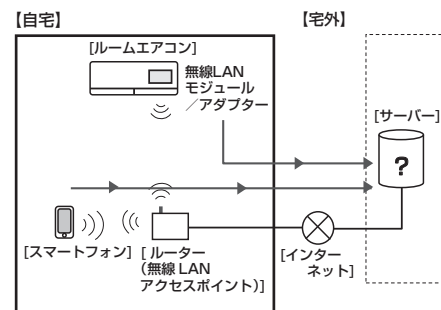 【自宅】
【宅外】
[ルームエアコン]
無線LAN
モジュール
／アダプター
[サーバー]
?
[スマートフォン]
[ ルーター
(無線 LAN
アクセスポイント)]
[インター
ネット]